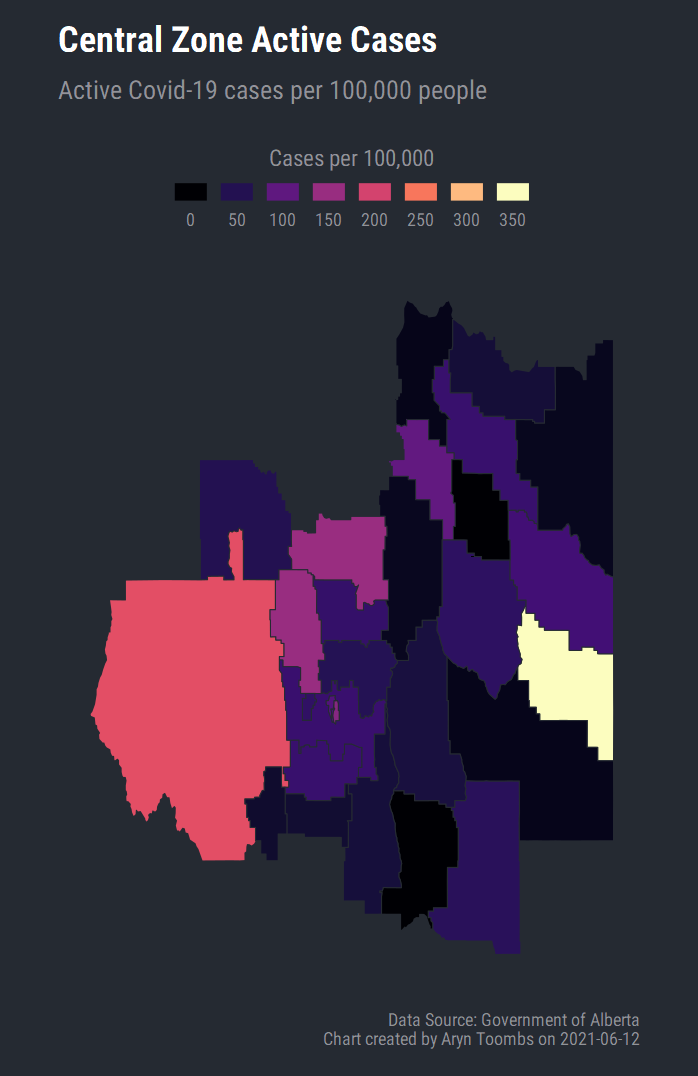 Central Zone Active Cases
Active Covid-19 cases per 100,000 people
Cases per 100,000
0 50 100 150 200 250 300 350
Data Source: Government of Alberta
Chart created by Aryn Toombs on 2021-06-12